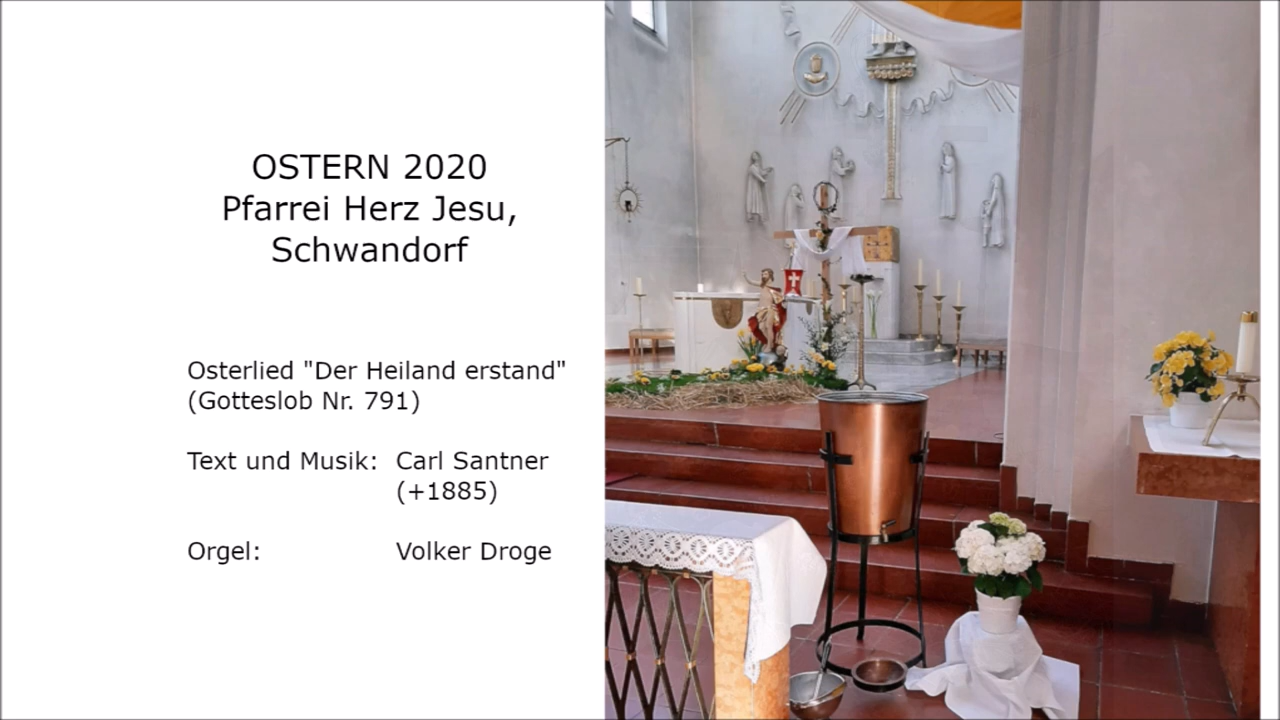 OSTERN 2020
Pfarrei Herz Jesu,
Schwandorf
Osterlied "Der Heiland erstand"
(Gotteslob Nr. 791)
Text und Musik: Carl Santner
(+1885)
Orgel: Volker Droge